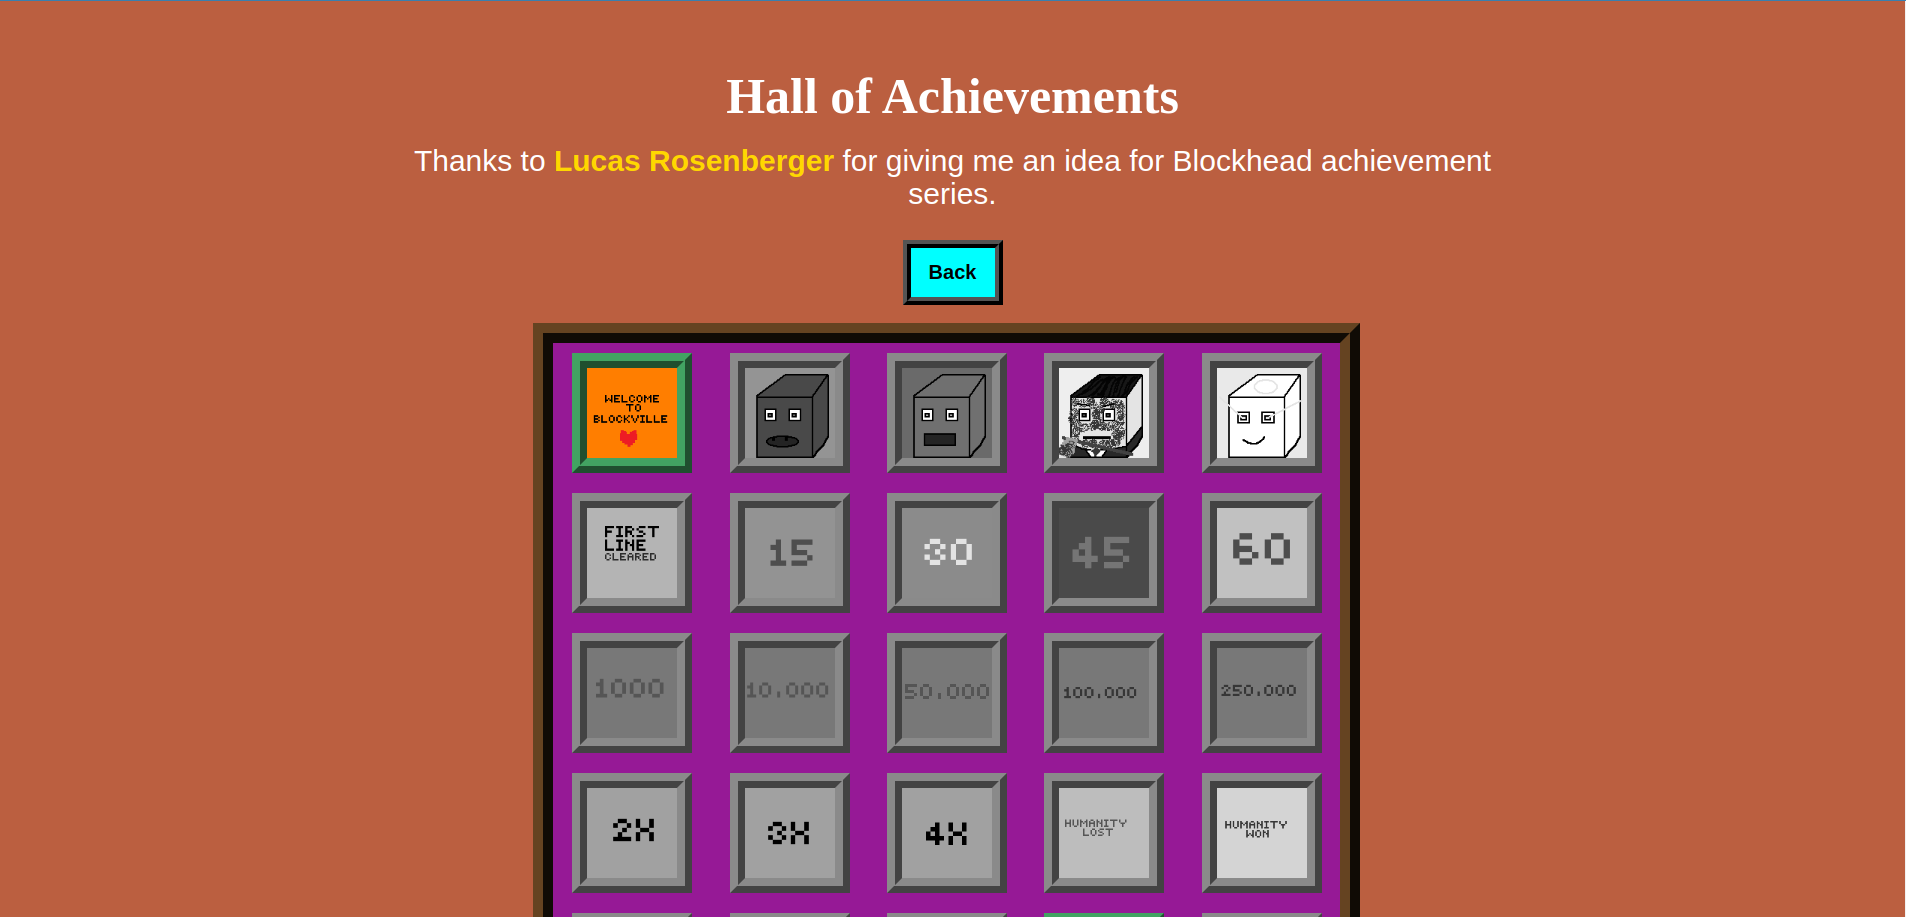 Hall of Achievements
Thanks to Lucas Rosenberger for giving me an idea for Blockhead achievement
series.
Back
WELCOME
TO
BLOCKVILLE
FIRST
LINE
CLEARED
15
30
45
60
1000
10.000
50.000
100.000
250.000
2X
3X
4X
HUMANITY
LOST
HUMANITY
WON